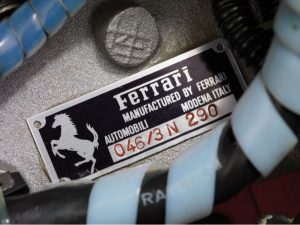 Ferrari
MANUFACTURED BY FERRARI
AUTOMOBILI MODENA ITALY
046/3 N 290